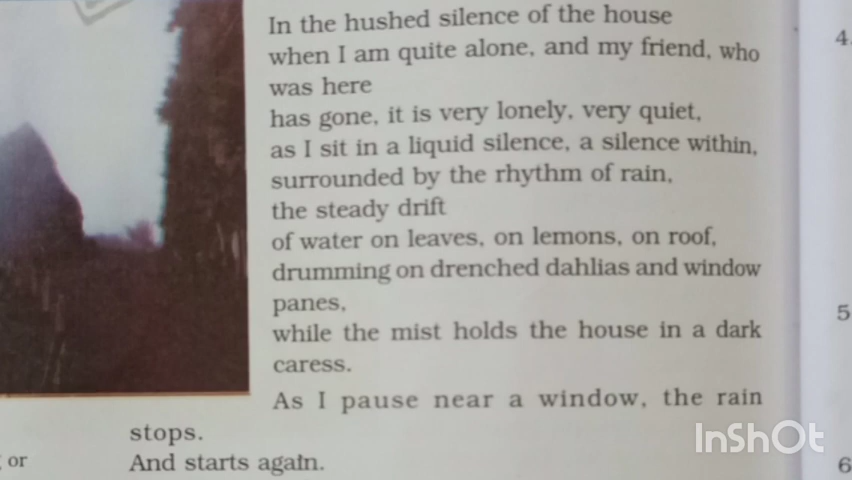 In the hushed silence of the house
when I am quite alone, and my friend, who
was here
has gone, it is very lonely, very quiet,
as I sit in a liquid silence, a silence within,
surrounded by the rhythm of rain,
the steady drift
of water on leaves, on lemons, on roof,
drumming on drenched dahlias and window
panes,
while the mist holds the house in a dark
caress.
As I pause near a window, the rain
stops.
or And starts again.
4.
5
6
InShOt